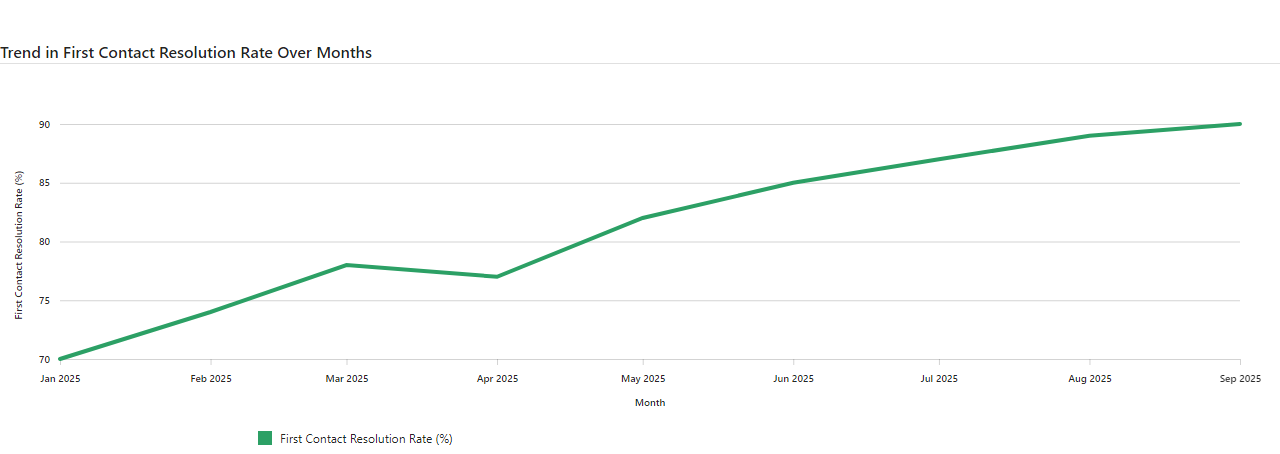 Trend in First Contact Resolution Rate Over Months
First Contact Resolution Rate (%)
90
85
80
75
70
Jan 2025 Feb 2025 Mar 2025 Apr 2025 May 2025 Jun 2025 Jul 2025 Aug 2025 Sep 2025
Month
First Contact Resolution Rate (%)